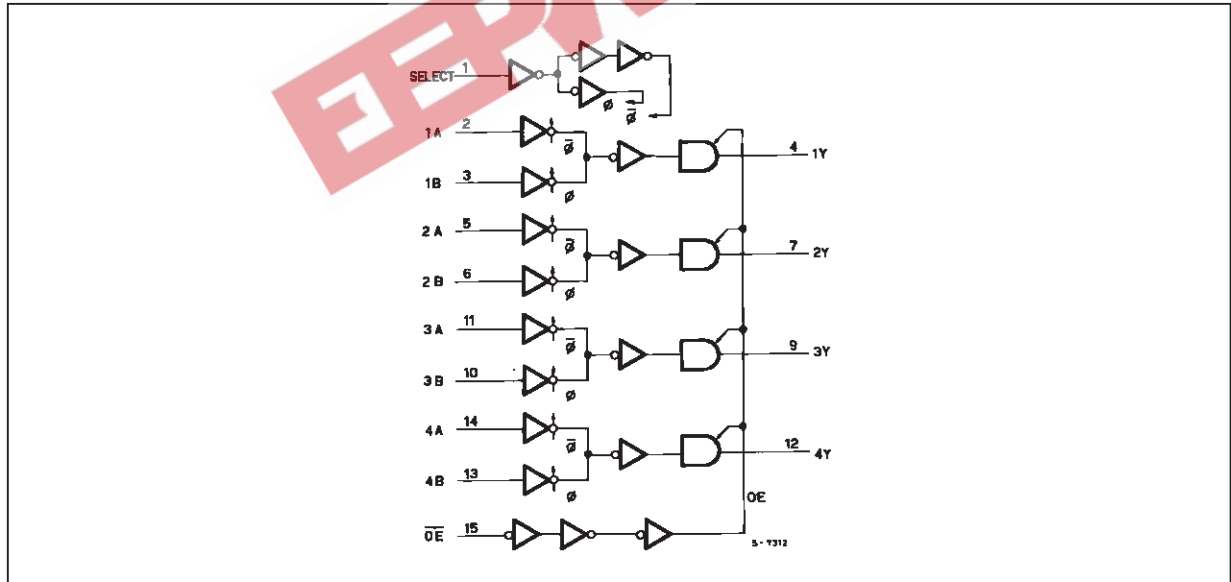 EEPW
SELECT 1
ø
ø̅
1A 2
ø̅
4 1Y
1B 3
ø
2A 5
ø̅
7 2Y
2B 6
ø
3A 11
ø̅
9 3Y
3B 10
ø
4A 14
ø̅
12 4Y
4B 13
ø
OE
O̅E̅ 15
S-7312